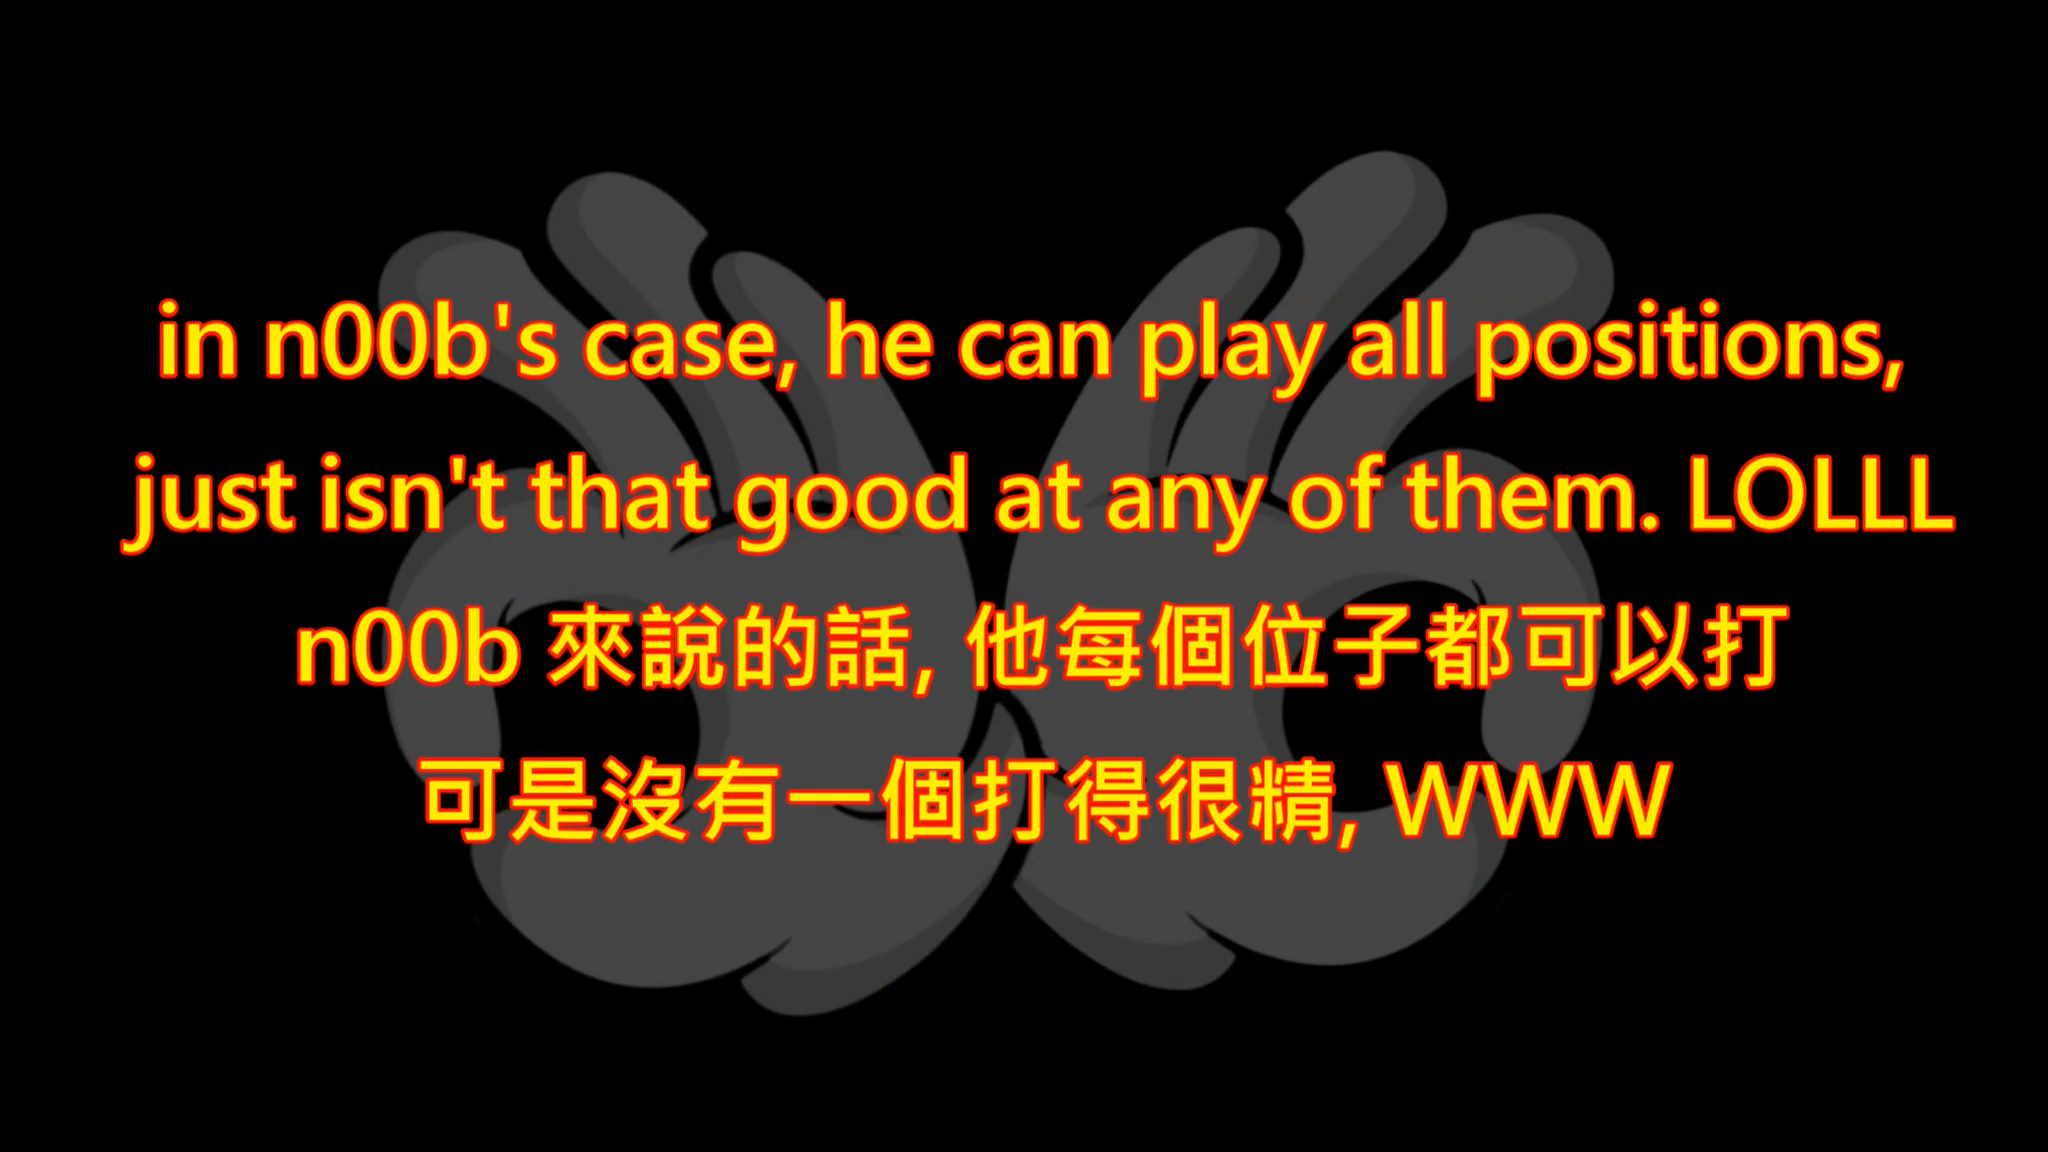 in n00b's case, he can play all positions,
just isn't that good at any of them. LOLLL
n00b 來說的話, 他每個位子都可以打
可是沒有一個打得很精, WWW